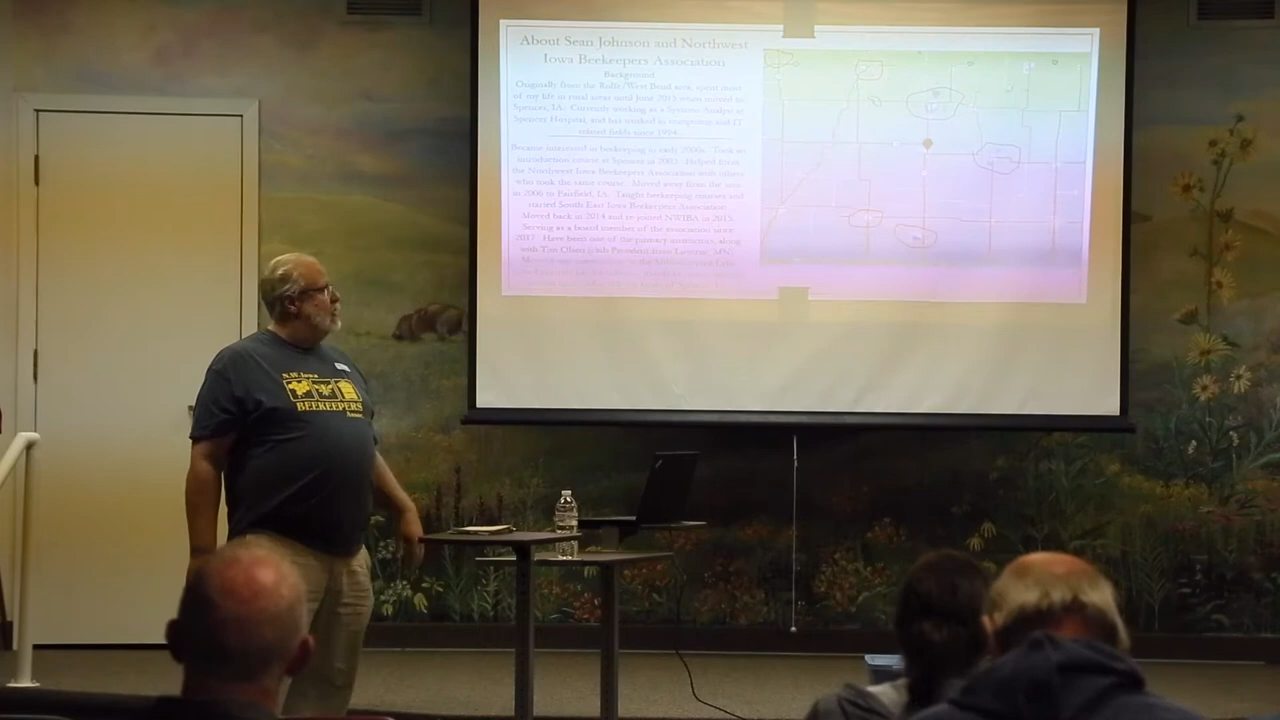 About Sean Johnson and Northwest
Iowa Beekeepers Association
Background
Originally from the Rolfe/West Bend area, spent most
of my life in rural areas until June 2015 when moved to
Spencer, IA. Currently working as a Systems Analyst at
Spencer Hospital, and has worked in computers and IT
related fields since 1994.
Became interested in beekeeping in early 2000s. Took an
introduction course at Spencer in 2002. Helped form
the Northwest Iowa Beekeepers Association with others
who took the same course. Moved away from the area
in 2006 to Fairfield, IA. Taught beekeeping courses and
started South East Iowa Beekeepers Association.
Moved back in 2014 and re-joined NWIBA in 2015.
Serving as a board member of the association since
2017. Have been one of the primary instructors, along
with Tim Olsen (club President from Luverne, MN).
N.W. Iowa
BEEKEEPERS
Assoc.